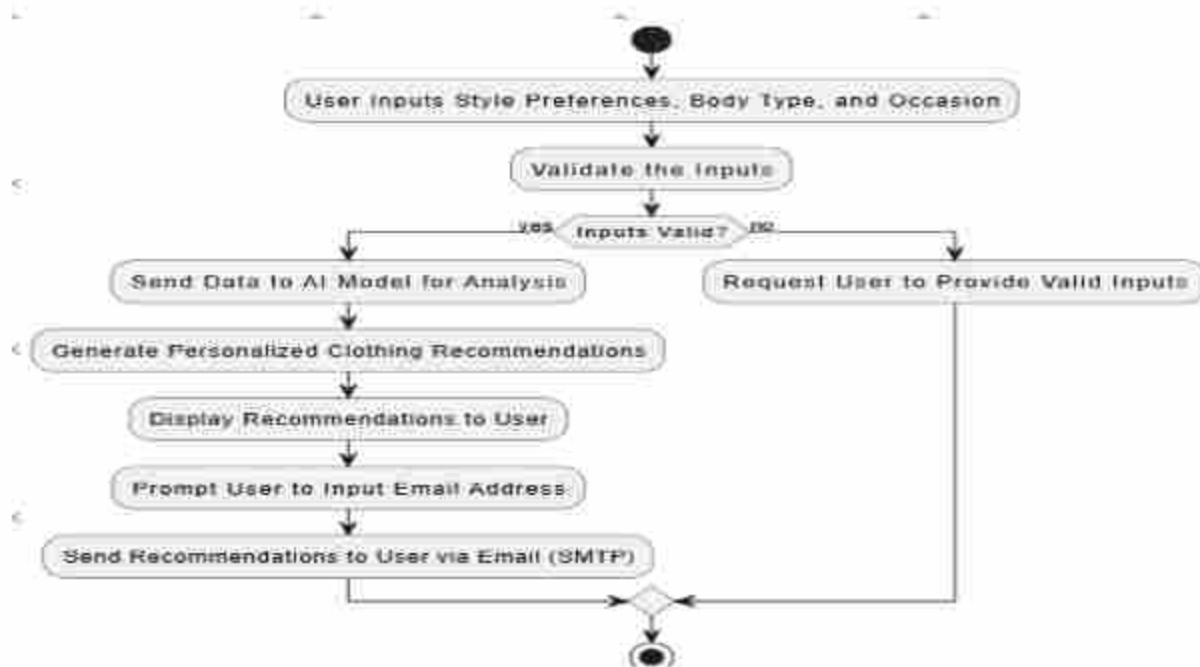 User Inputs Style Preferences, Body Type, and Occasion
Validate the Inputs
yes
Inputs Valid?
no
Send Data to AI Model for Analysis
Request User to Provide Valid Inputs
Generate Personalized Clothing Recommendations
Display Recommendations to User
Prompt User to Input Email Address
Send Recommendations to User via Email (SMTP)